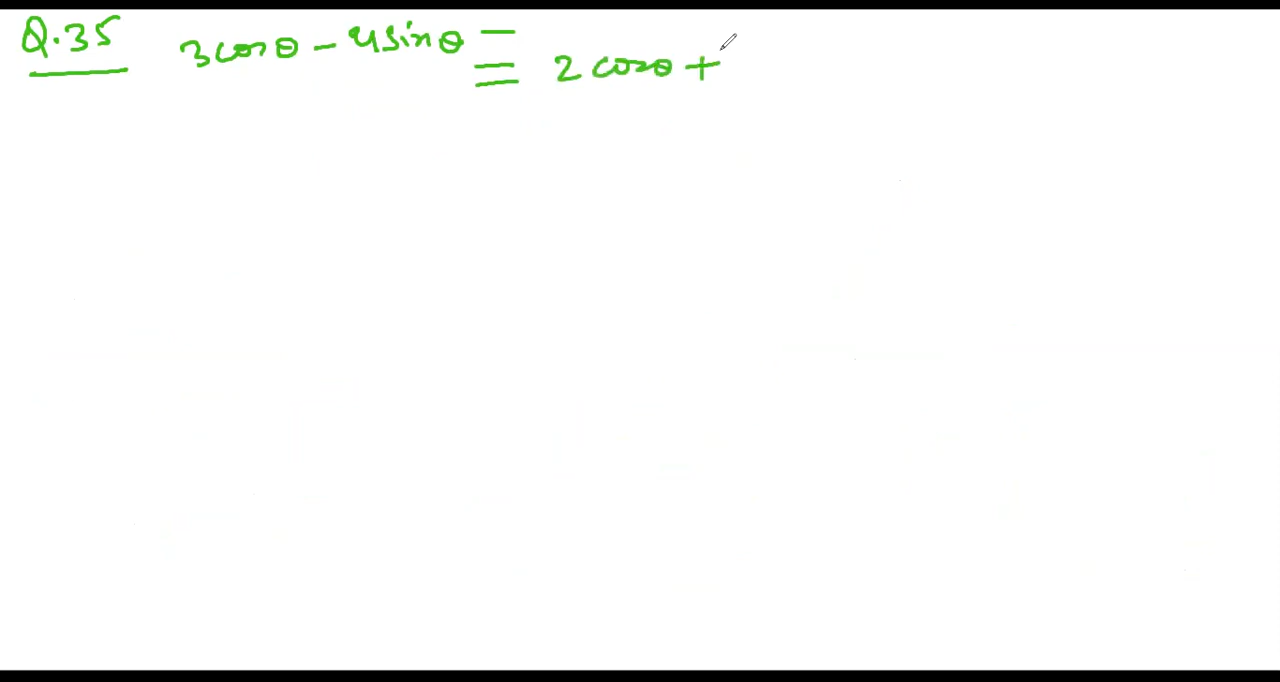 Q.35 3cosθ - 4sinθ = = 2cosθ +